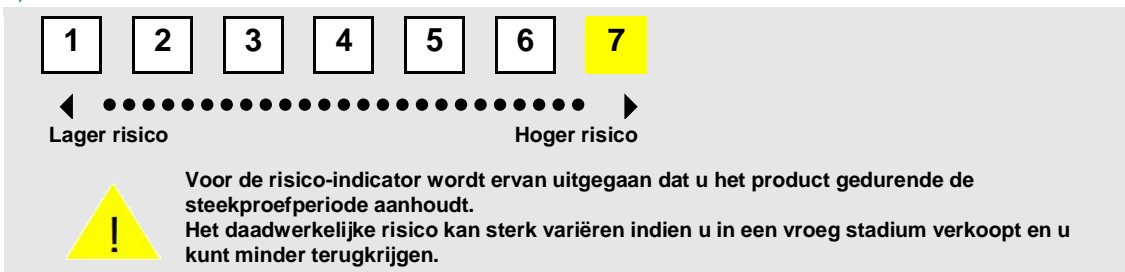 1 2 3 4 5 6 7
Lager risico Hoger risico
!
Voor de risico-indicator wordt ervan uitgegaan dat u het product gedurende de
steekproefperiode aanhoudt.
Het daadwerkelijke risico kan sterk variëren indien u in een vroeg stadium verkoopt en u
kunt minder terugkrijgen.